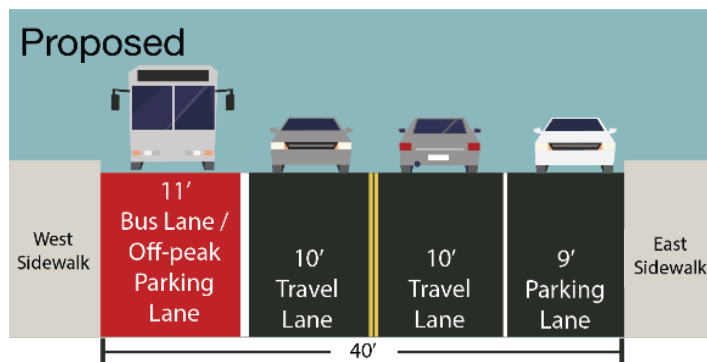 Proposed
West
Sidewalk
11′
Bus Lane /
Off-peak
Parking
Lane
10′
Travel
Lane
10′
Travel
Lane
9′
Parking
Lane
East
Sidewalk
40′